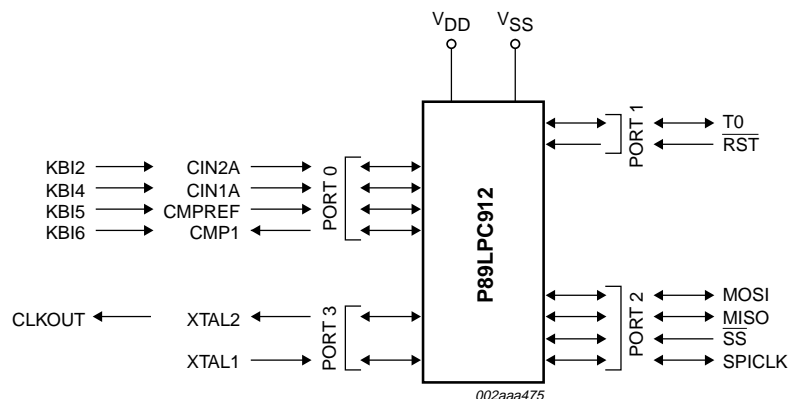 VDD VSS
PORT 1
T0
RST
KBI2 CIN2A
KBI4 CIN1A
KBI5 CMPREF
KBI6 CMP1
PORT 0
P89LPC912
CLKOUT XTAL2
XTAL1
PORT 3
PORT 2
MOSI
MISO
SS
SPICLK
002aaa475